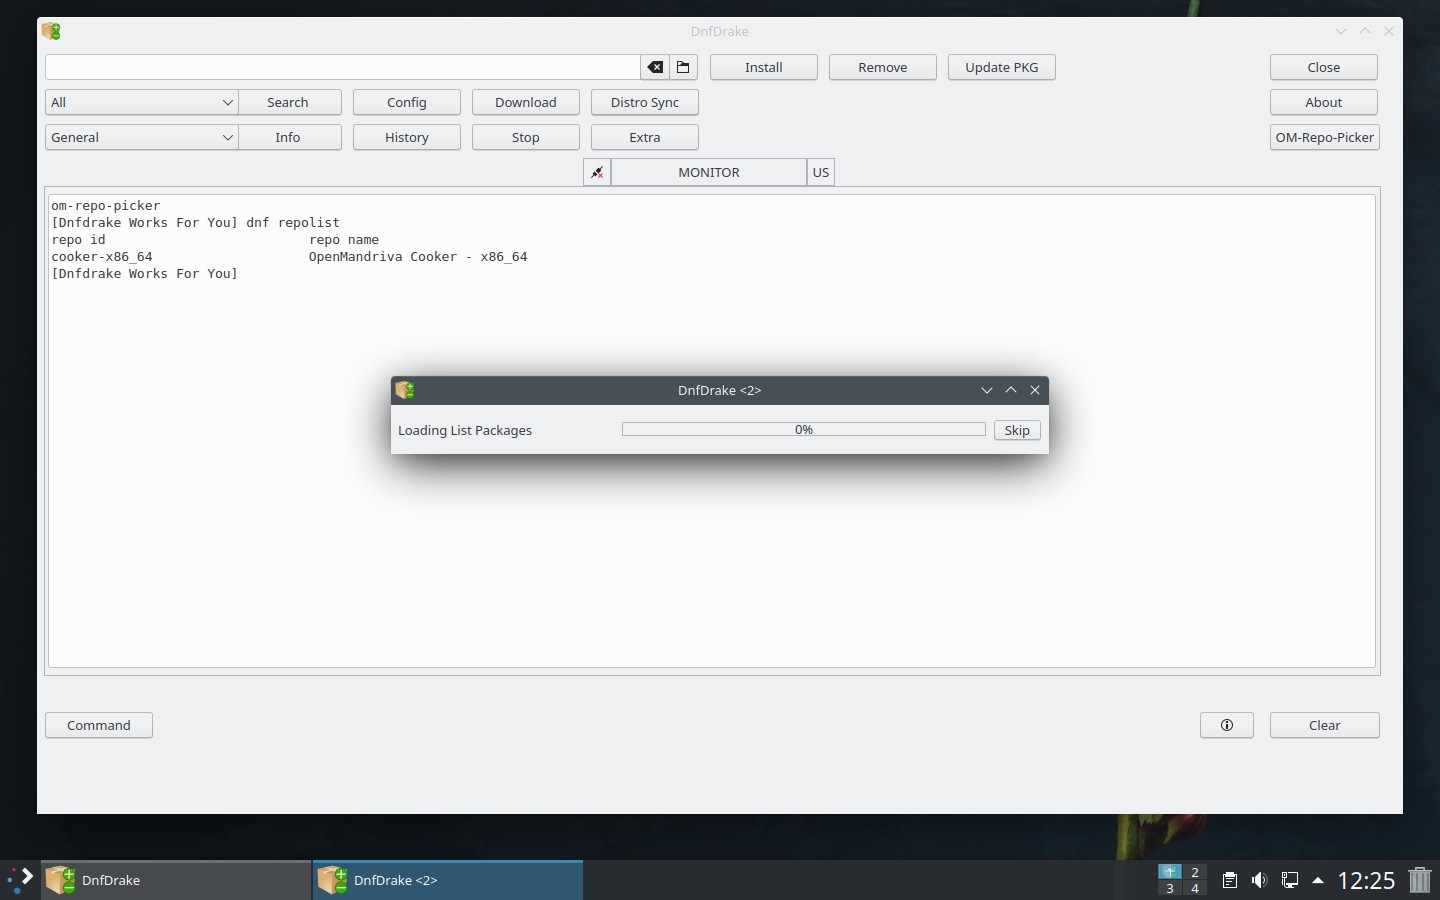 DnfDrake
Install Remove Update PKG Close
All Search Config Download Distro Sync About
General Info History Stop Extra OM-Repo-Picker
MONITOR US
om-repo-picker
[Dnfdrake Works For You] dnf repolist
repo id repo name
cooker-x86_64 OpenMandriva Cooker - x86_64
[Dnfdrake Works For You]
DnfDrake <2>
Loading List Packages 0% Skip
Command Clear
DnfDrake DnfDrake <2> 1 2 3 4 12:25